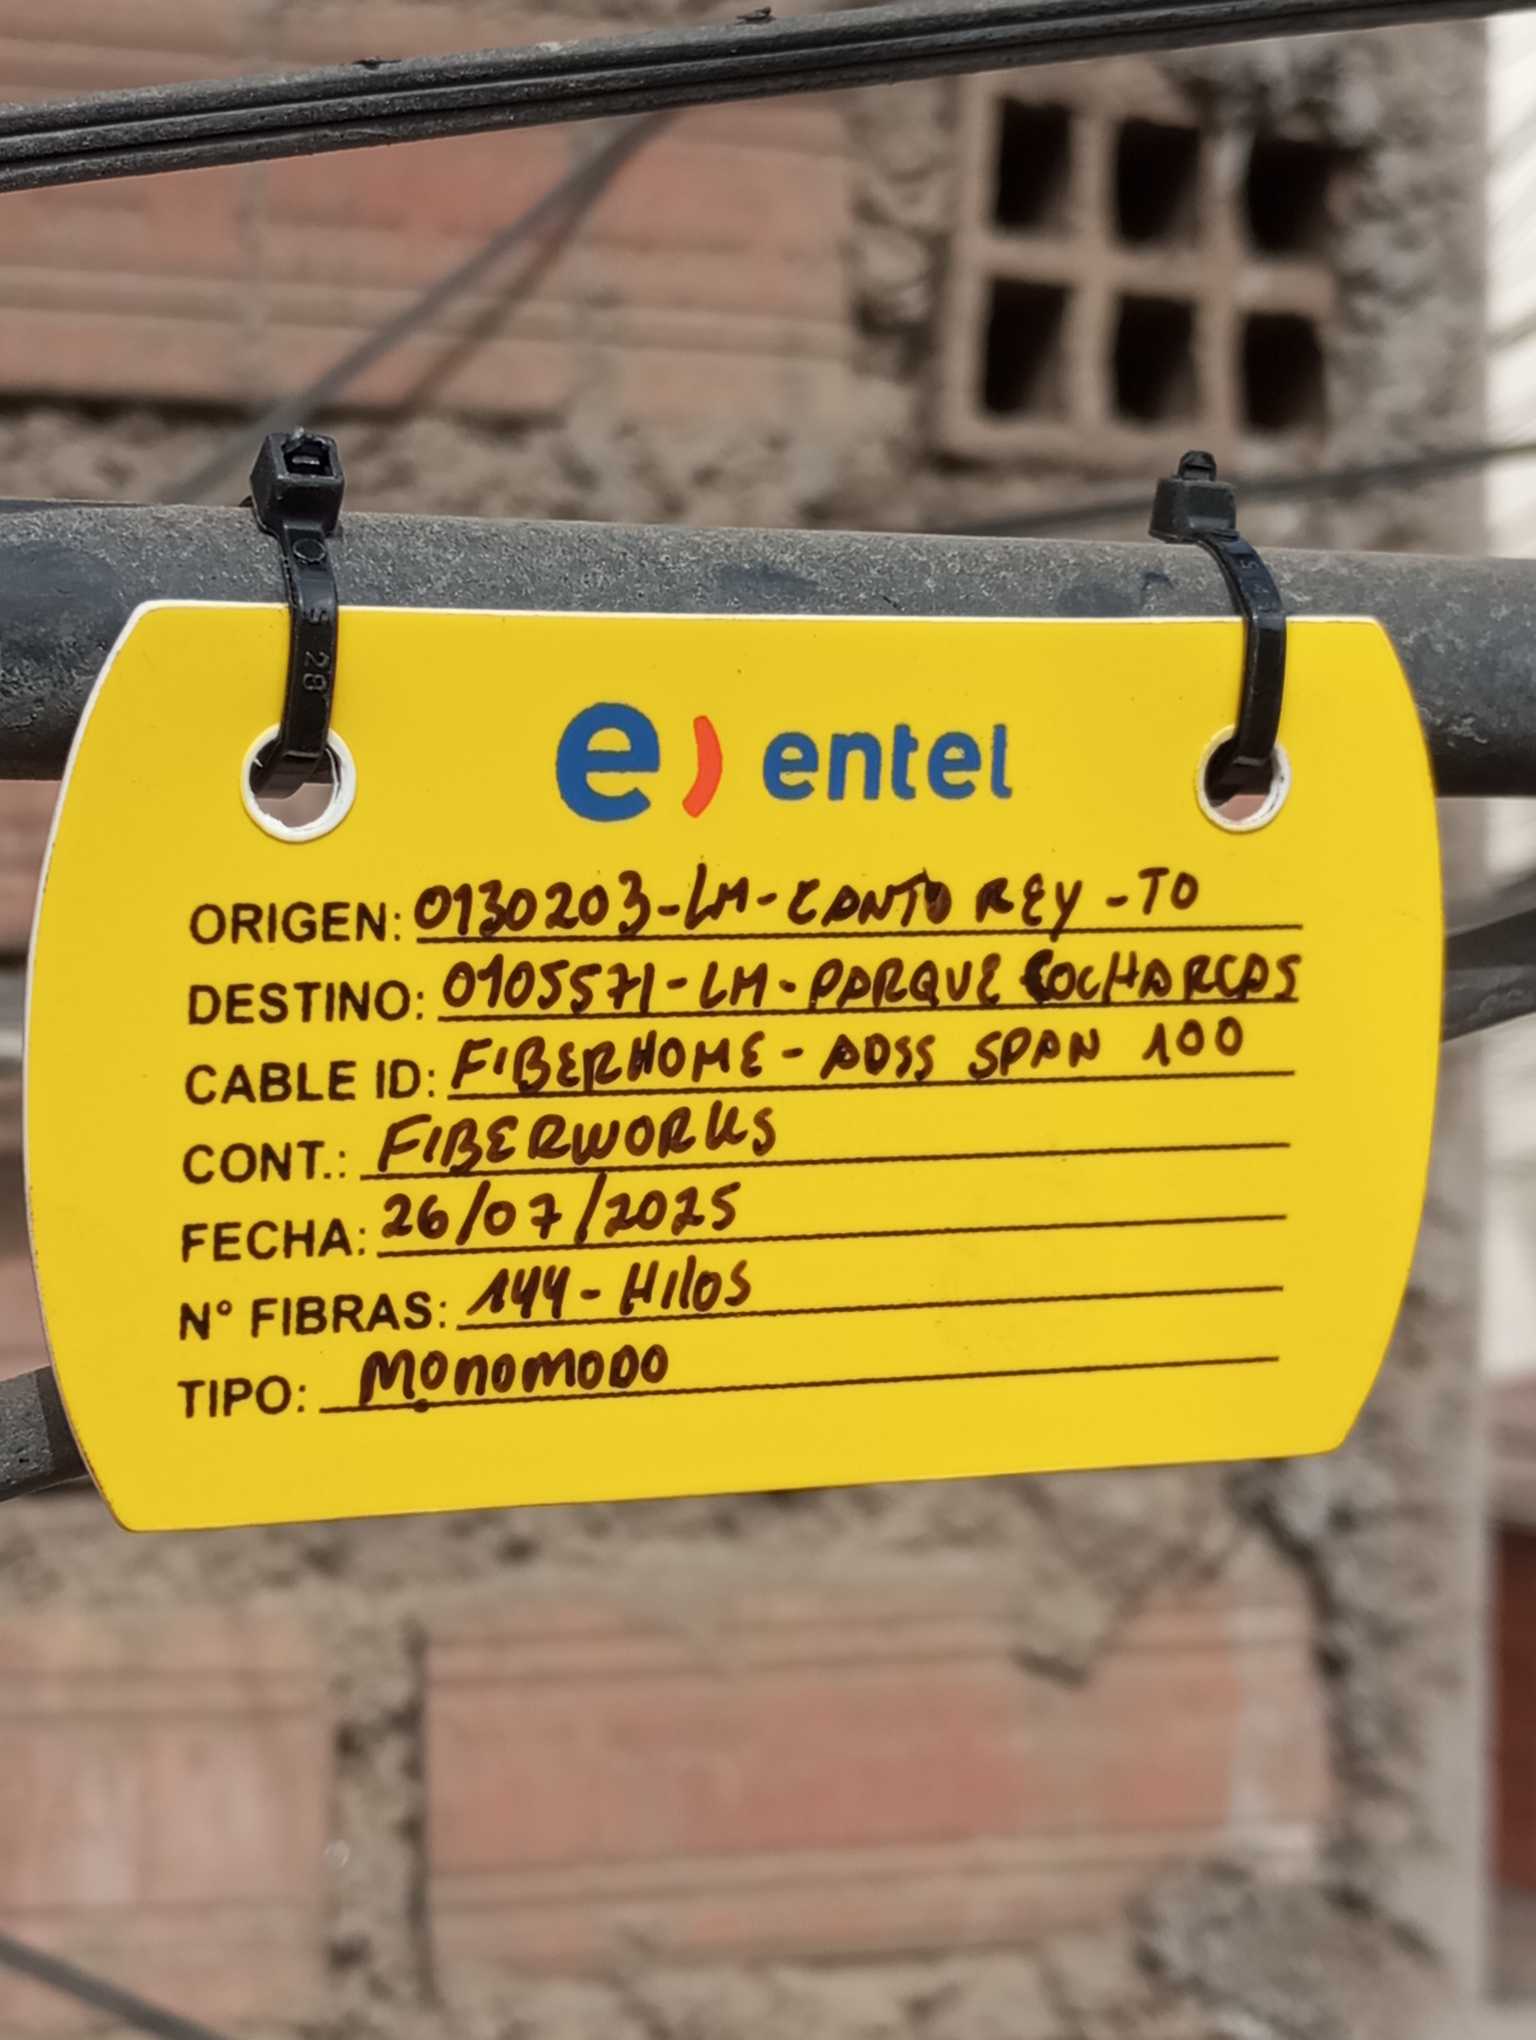 e) entel
ORIGEN: 0130203-LM-CANTO REY-TO
DESTINO: 0105571-LM-PARQUE COCHARCAS
CABLE ID: FIBERHOME-ADSS SPAN 100
CONT.: FIBERWORKS
FECHA: 26/07/2025
N° FIBRAS: 144-Hilos
TIPO: MONOMODO